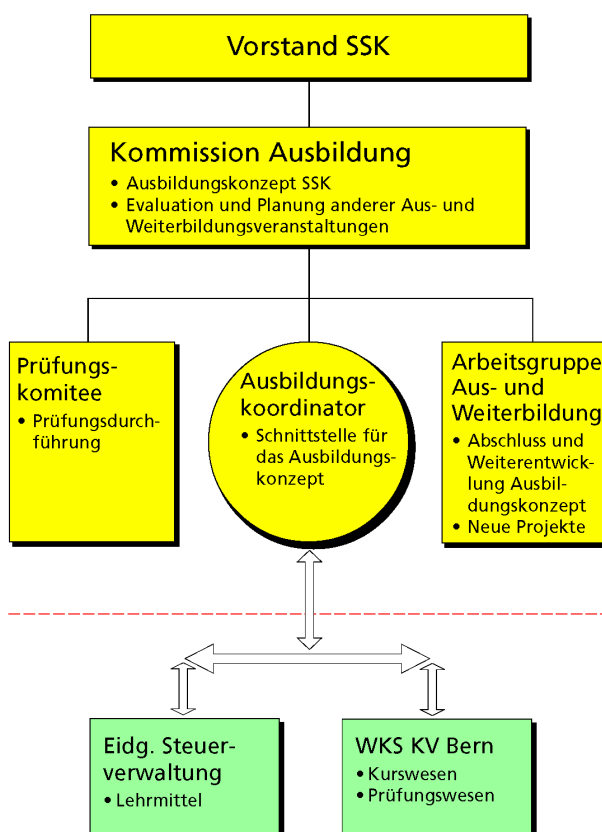 Vorstand SSK
Kommission Ausbildung
• Ausbildungskonzept SSK
• Evaluation und Planung anderer Aus- und
Weiterbildungsveranstaltungen
Prüfungs-
komitee
• Prüfungsdurch-
führung
Ausbildungs-
koordinator
• Schnittstelle für
das Ausbildungs-
konzept
Arbeitsgruppe
Aus- und
Weiterbildung
• Abschluss und
Weiterentwick-
lung Ausbil-
dungskonzept
• Neue Projekte
Eidg. Steuer-
verwaltung
• Lehrmittel
WKS KV Bern
• Kurswesen
• Prüfungswesen